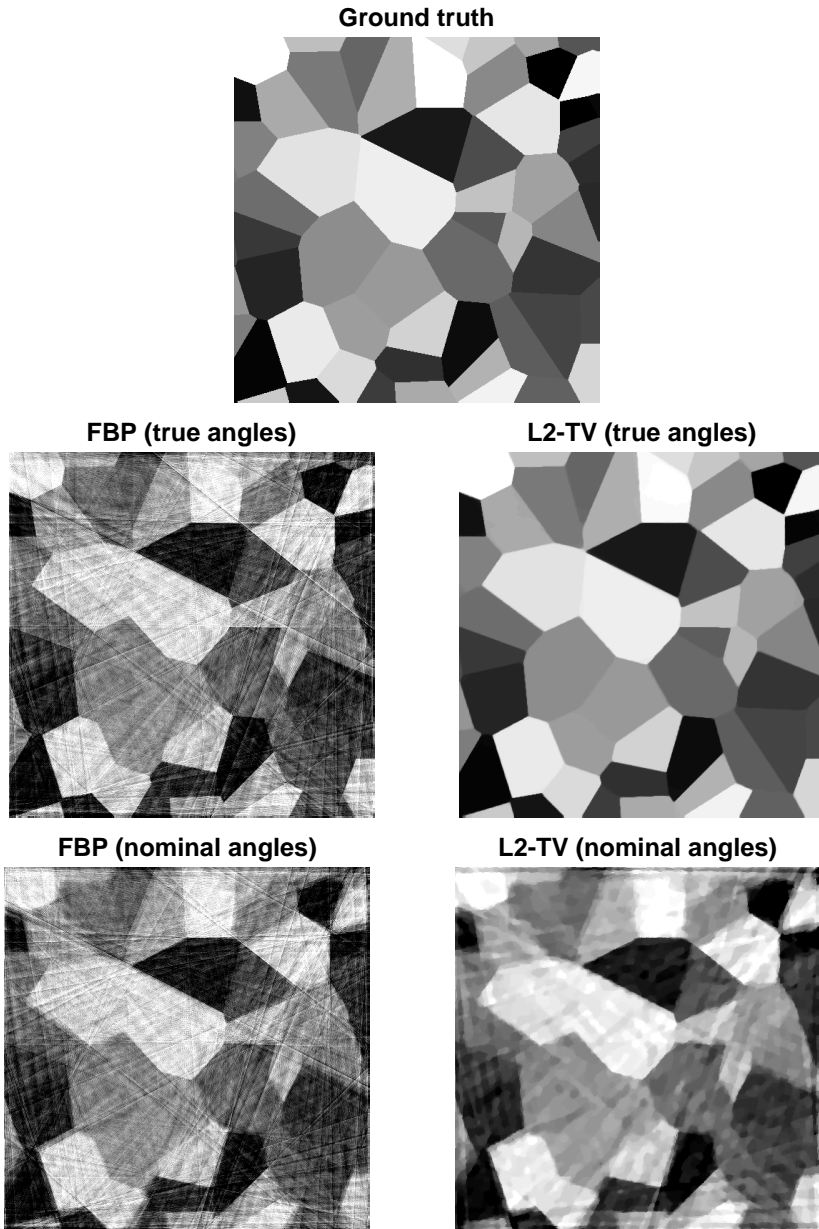 Ground truth
FBP (true angles)
L2-TV (true angles)
FBP (nominal angles)
L2-TV (nominal angles)